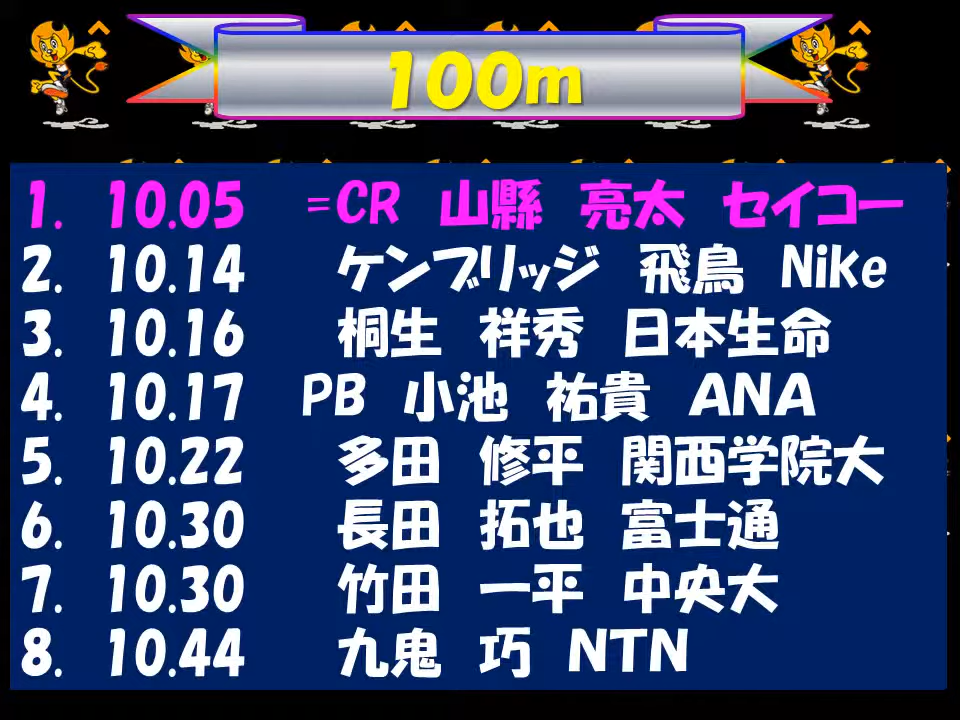 100m
1. 10.05 =CR 山縣 亮太 セイコー
2. 10.14 ケンブリッジ 飛鳥 Nike
3. 10.16 桐生 祥秀 日本生命
4. 10.17 PB 小池 祐貴 ANA
5. 10.22 多田 修平 関西学院大
6. 10.30 長田 拓也 富士通
7. 10.30 竹田 一平 中央大
8. 10.44 九鬼 巧 NTN